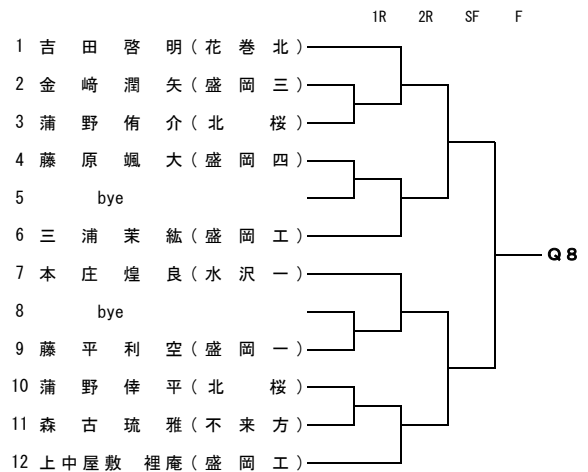 1R 2R SF F
1 吉田啓明(花巻北)
2 金﨑潤矢(盛岡三)
3 蒲野侑介(北桜)
4 藤原颯大(盛岡四)
5 bye
6 三浦茉紘(盛岡工)
Q8
7 本庄煌良(水沢一)
8 bye
9 藤平利空(盛岡一)
10 蒲野倖平(北桜)
11 森古琉雅(不来方)
12 上中屋敷裡庵(盛岡工)